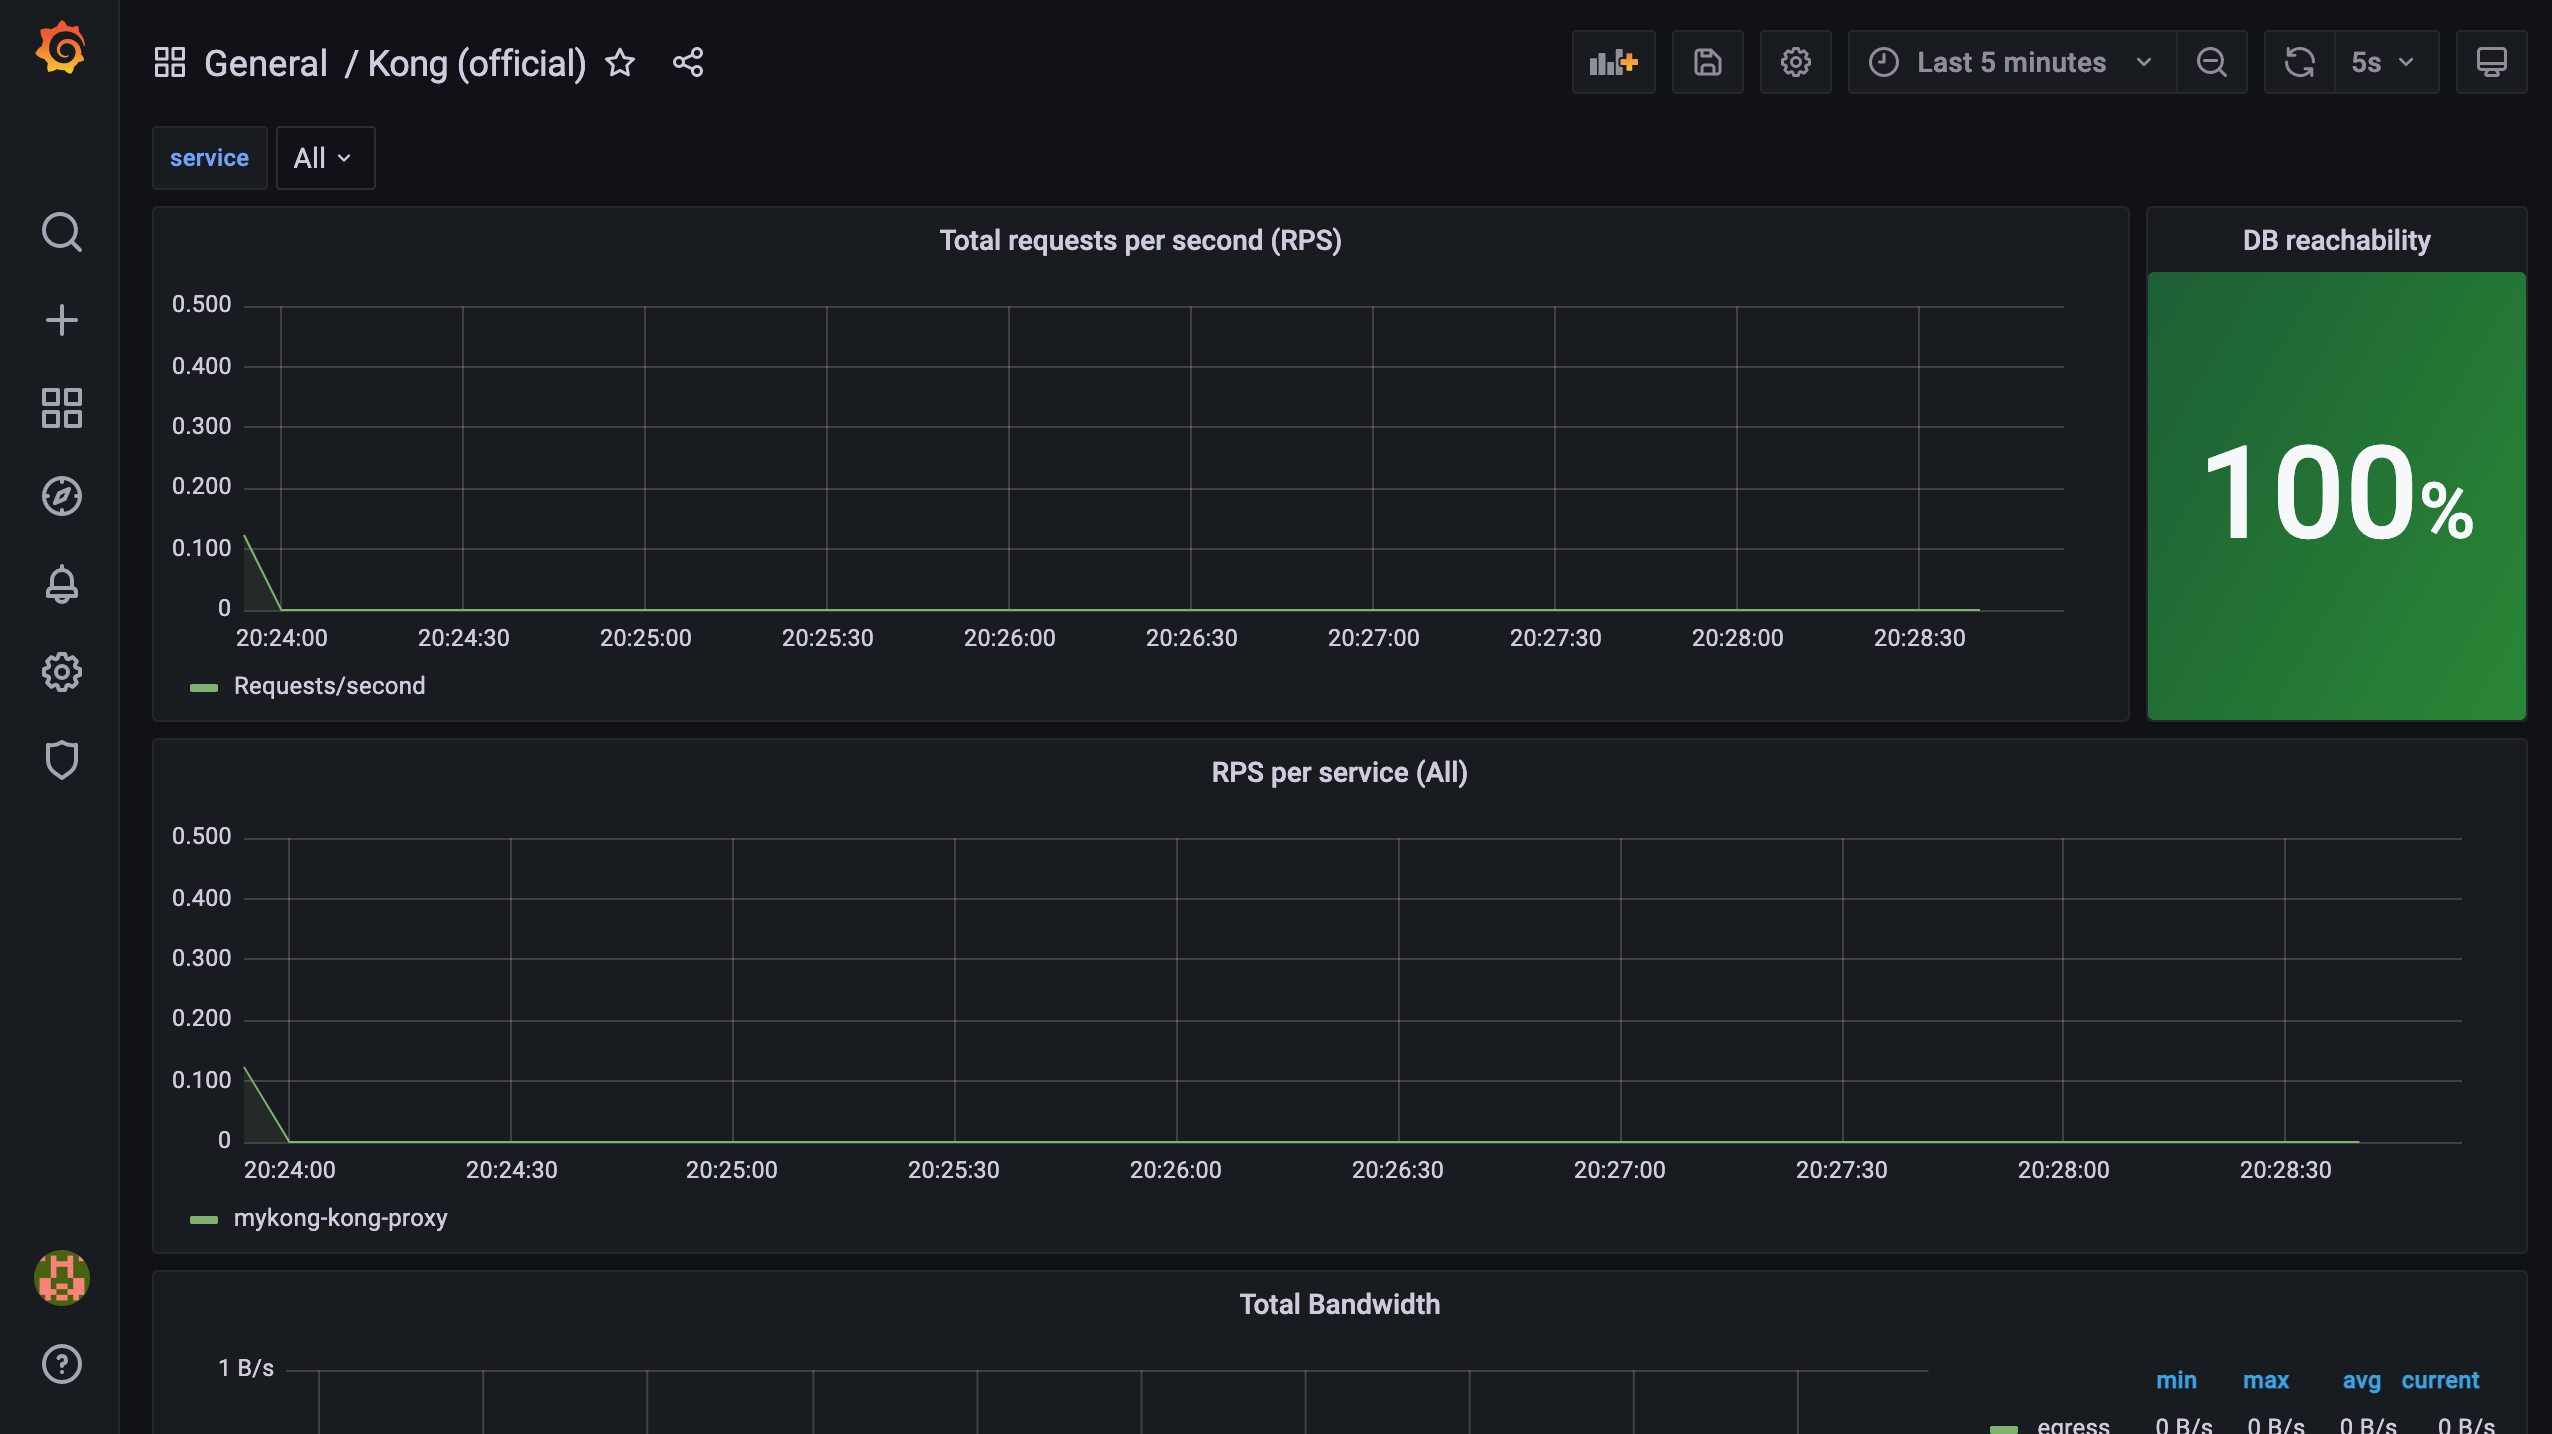 General / Kong (official)
Last 5 minutes
5s
service
All
Total requests per second (RPS)
0.500
0.400
0.300
0.200
0.100
0
20:24:00 20:24:30 20:25:00 20:25:30 20:26:00 20:26:30 20:27:00 20:27:30 20:28:00 20:28:30
Requests/second
DB reachability
100%
RPS per service (All)
0.500
0.400
0.300
0.200
0.100
0
20:24:00 20:24:30 20:25:00 20:25:30 20:26:00 20:26:30 20:27:00 20:27:30 20:28:00 20:28:30
mykong-kong-proxy
Total Bandwidth
1 B/s
min max avg current
egress 0 B/s 0 B/s 0 B/s 0 B/s